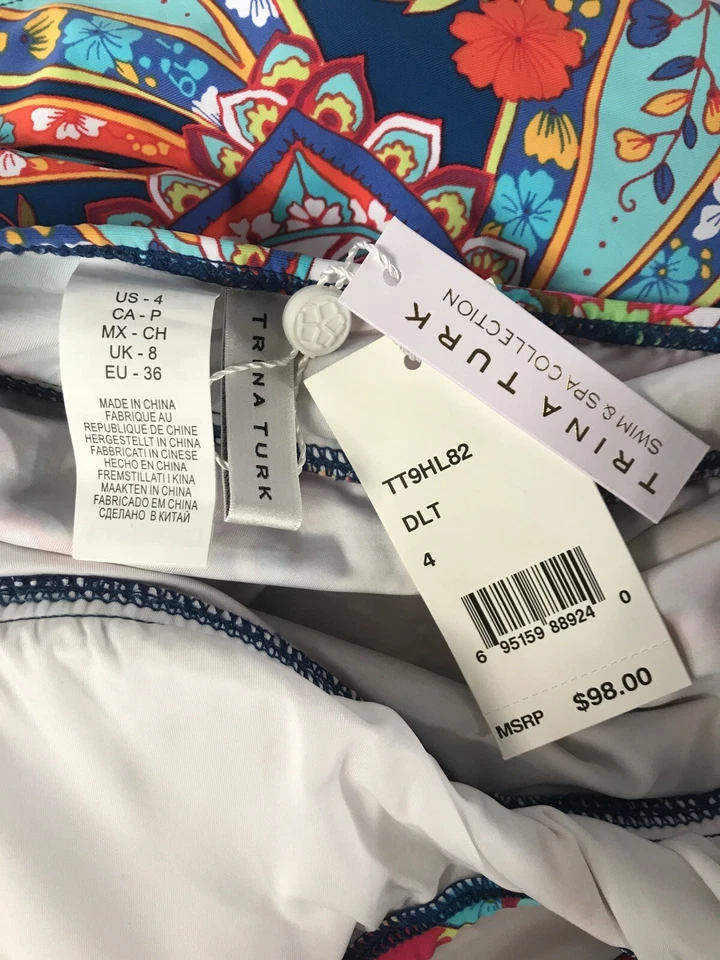 US - 4
CA - P
MX - CH
UK - 8
EU - 36
MADE IN CHINA
FABRIQUE AU
REPUBLIQUE DE CHINE
HERGESTELLT IN CHINA
FABBRICATI IN CINESE
HECHO EN CHINA
FREMSTILLATI I KINA
MAAKTEN IN CHINA
FABRICADO EM CHINA
СДЕЛАНО В КИТАЙ
TRINA TURK
TRINA TURK
SWIM & SPA COLLECTION
TT9HL82
DLT
4
6 95159 88924 0
MSRP $98.00